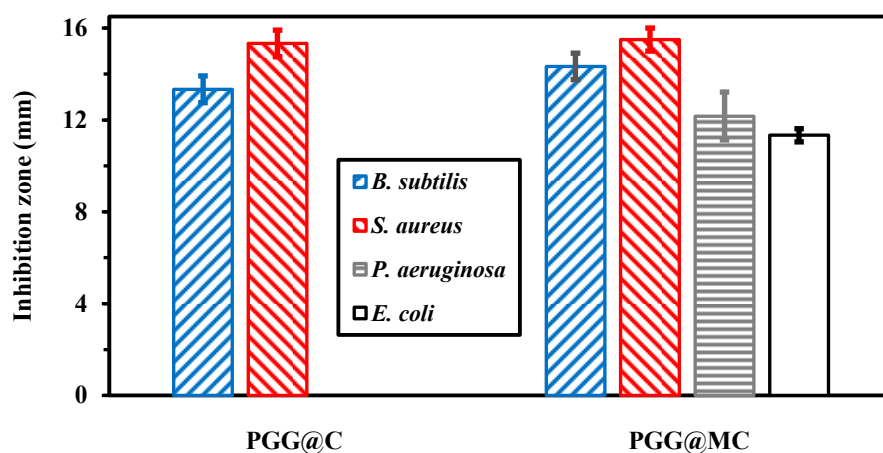 16
12
8
4
0
Inhibition zone (mm)
B. subtilis
S. aureus
P. aeruginosa
E. coli
PGG@C
PGG@MC